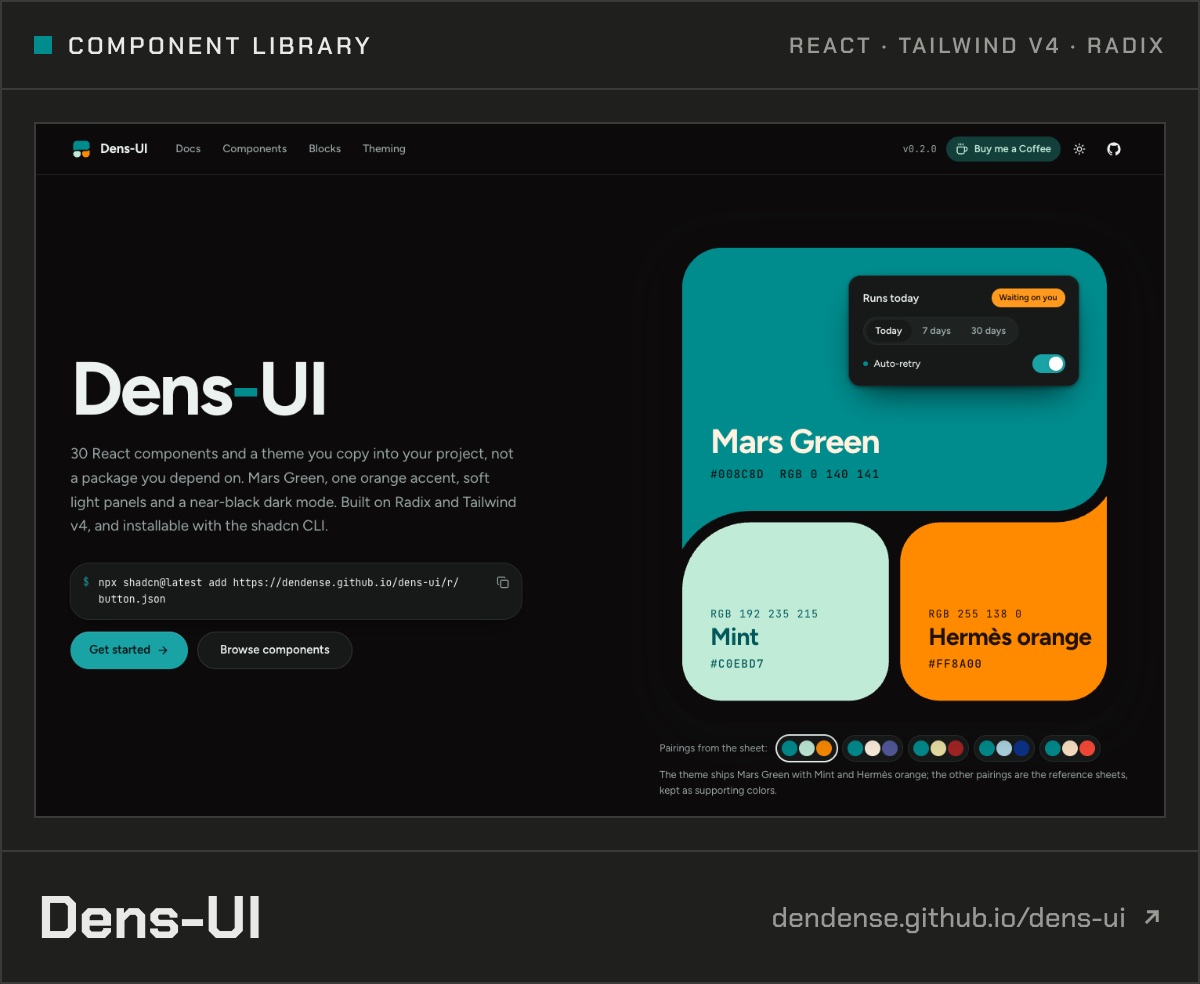 COMPONENT LIBRARY
REACT · TAILWIND V4 · RADIX
Dens-UI
Docs
Components
Blocks
Theming
v0.2.0
Buy me a Coffee
Dens-UI
30 React components and a theme you copy into your project, not
a package you depend on. Mars Green, one orange accent, soft
light panels and a near-black dark mode. Built on Radix and Tailwind
v4, and installable with the shadcn CLI.
$ npx shadcn@latest add https://dendense.github.io/dens-ui/r/
button.json
Get started →
Browse components
Runs today
Waiting on you
Today
7 days
30 days
Auto-retry
Mars Green
#008C8D RGB 0 140 141
RGB 192 235 215
Mint
#C0EBD7
RGB 255 138 0
Hermès orange
#FF8A00
Pairings from the sheet:
The theme ships Mars Green with Mint and Hermès orange; the other pairings are the reference sheets,
kept as supporting colors.
Dens-UI
dendense.github.io/dens-ui ↗